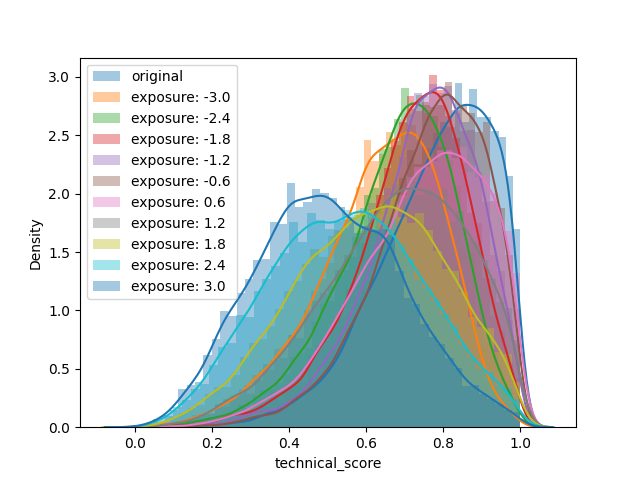 original
exposure: -3.0
exposure: -2.4
exposure: -1.8
exposure: -1.2
exposure: -0.6
exposure: 0.6
exposure: 1.2
exposure: 1.8
exposure: 2.4
exposure: 3.0
Density
3.0
2.5
2.0
1.5
1.0
0.5
0.0
0.0 0.2 0.4 0.6 0.8 1.0
technical_score